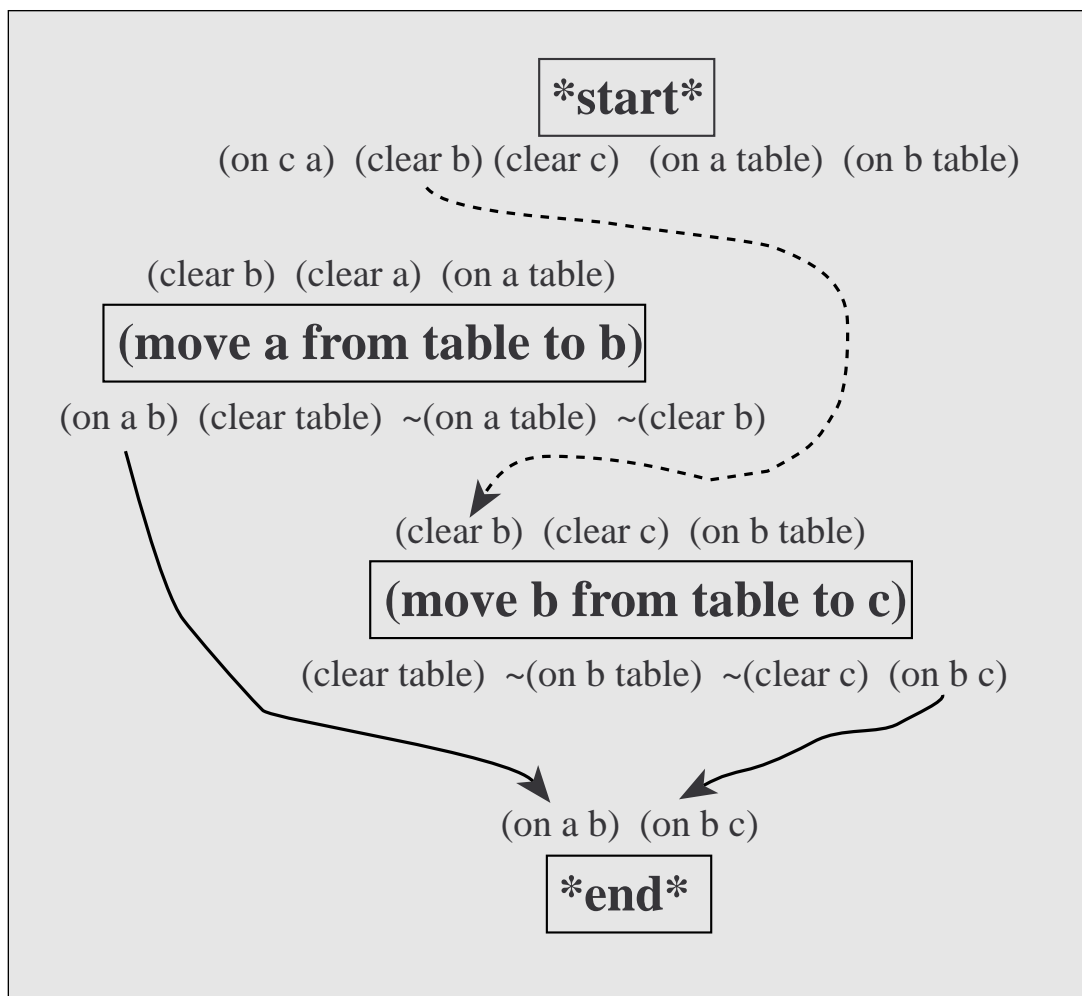 *start*
(on c a) (clear b) (clear c) (on a table) (on b table)
(clear b) (clear a) (on a table)
(move a from table to b)
(on a b) (clear table) ~(on a table) ~(clear b)
(clear b) (clear c) (on b table)
(move b from table to c)
(clear table) ~(on b table) ~(clear c) (on b c)
(on a b) (on b c)
*end*